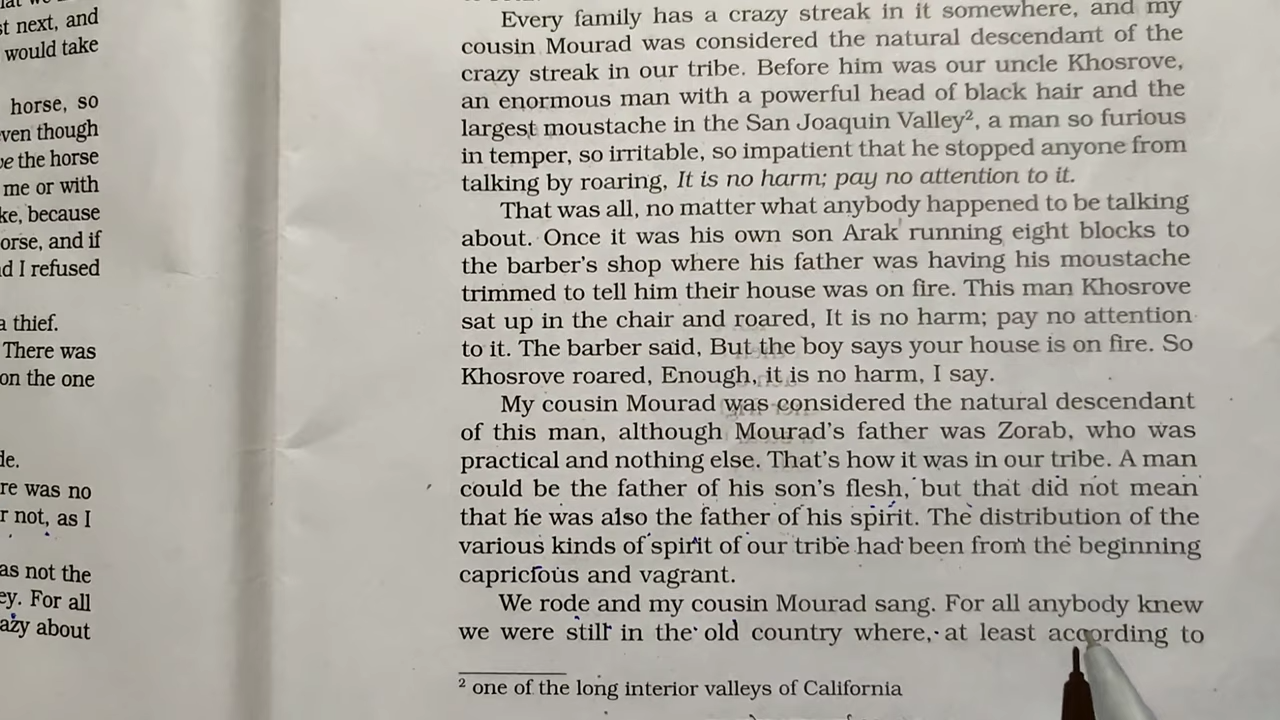 st next, and
would take
horse, so
ven though
e the horse
me or with
ke, because
orse, and if
d I refused
a thief.
There was
on the one
le.
re was no
r not, as I
as not the
ey. For all
azy about
Every family has a crazy streak in it somewhere, and my
cousin Mourad was considered the natural descendant of the
crazy streak in our tribe. Before him was our uncle Khosrove,
an enormous man with a powerful head of black hair and the
largest moustache in the San Joaquin Valley², a man so furious
in temper, so irritable, so impatient that he stopped anyone from
talking by roaring, It is no harm; pay no attention to it.
That was all, no matter what anybody happened to be talking
about. Once it was his own son Arak running eight blocks to
the barber's shop where his father was having his moustache
trimmed to tell him their house was on fire. This man Khosrove
sat up in the chair and roared, It is no harm; pay no attention
to it. The barber said, But the boy says your house is on fire. So
Khosrove roared, Enough, it is no harm, I say.
My cousin Mourad was considered the natural descendant
of this man, although Mourad's father was Zorab, who was
practical and nothing else. That's how it was in our tribe. A man
could be the father of his son's flesh, but that did not mean
that he was also the father of his spirit. The distribution of the
various kinds of spirit of our tribe had been from the beginning
capricious and vagrant.
We rode and my cousin Mourad sang. For all anybody knew
we were still in the old country where, at least according to
² one of the long interior valleys of California